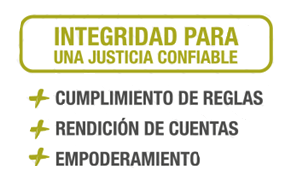 INTEGRIDAD PARA
UNA JUSTICIA CONFIABLE
+ CUMPLIMIENTO DE REGLAS
+ RENDICIÓN DE CUENTAS
+ EMPODERAMIENTO